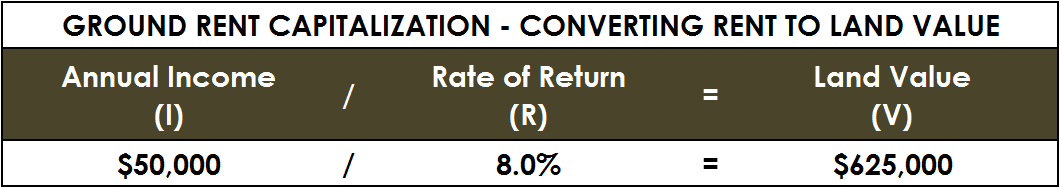 GROUND RENT CAPITALIZATION - CONVERTING RENT TO LAND VALUE
Annual Income / Rate of Return = Land Value
(I) (R) (V)
$50,000 / 8.0% = $625,000